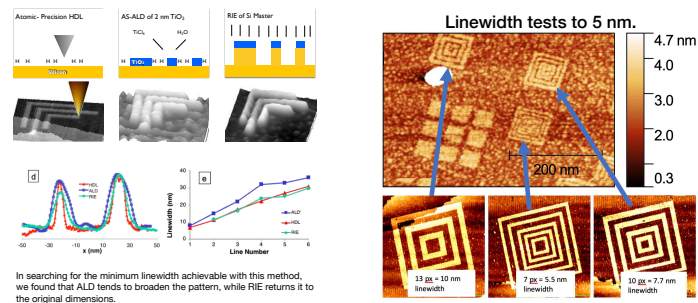 Atomic- Precision HDL
H H H H H
Silicon
AS-ALD of 2 nm TiO₂
TiCl₄ H₂O
H H TiO₂ H H H
RIE of Si Master
d
HDL
ALD
RIE
-50 0 50
x (nm)
e
Linewidth (nm)
40
30
20
10
0
ALD'
HDL
RIE
1 2 3 4 5 6
Line Number
In searching for the minimum linewidth achievable with this method,
we found that ALD tends to broaden the pattern, while RIE returns it to
the original dimensions.
Linewidth tests to 5 nm.
200 nm
4.7 nm
4.0
3.0
2.0
0.3
13 px = 10 nm
linewidth
7 px = 5.5 nm
linewidth
10 px = 7.7 nm
linewidth